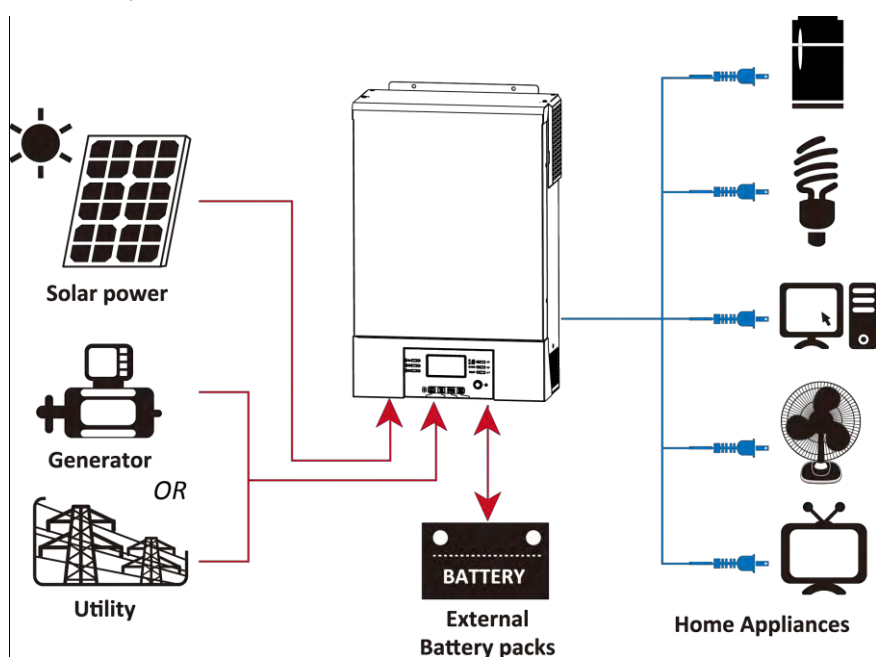 Solar power
Generator
OR
Utility
BATTERY
External
Battery packs
Home Appliances